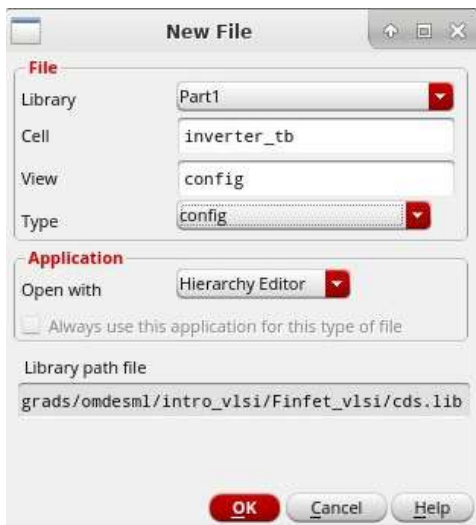 New File
File
Library Part1
Cell inverter_tb
View config
Type config
Application
Open with Hierarchy Editor
Always use this application for this type of file
Library path file
grads/omdesml/intro_vlsi/Finfet_vlsi/cds.lib
OK Cancel Help